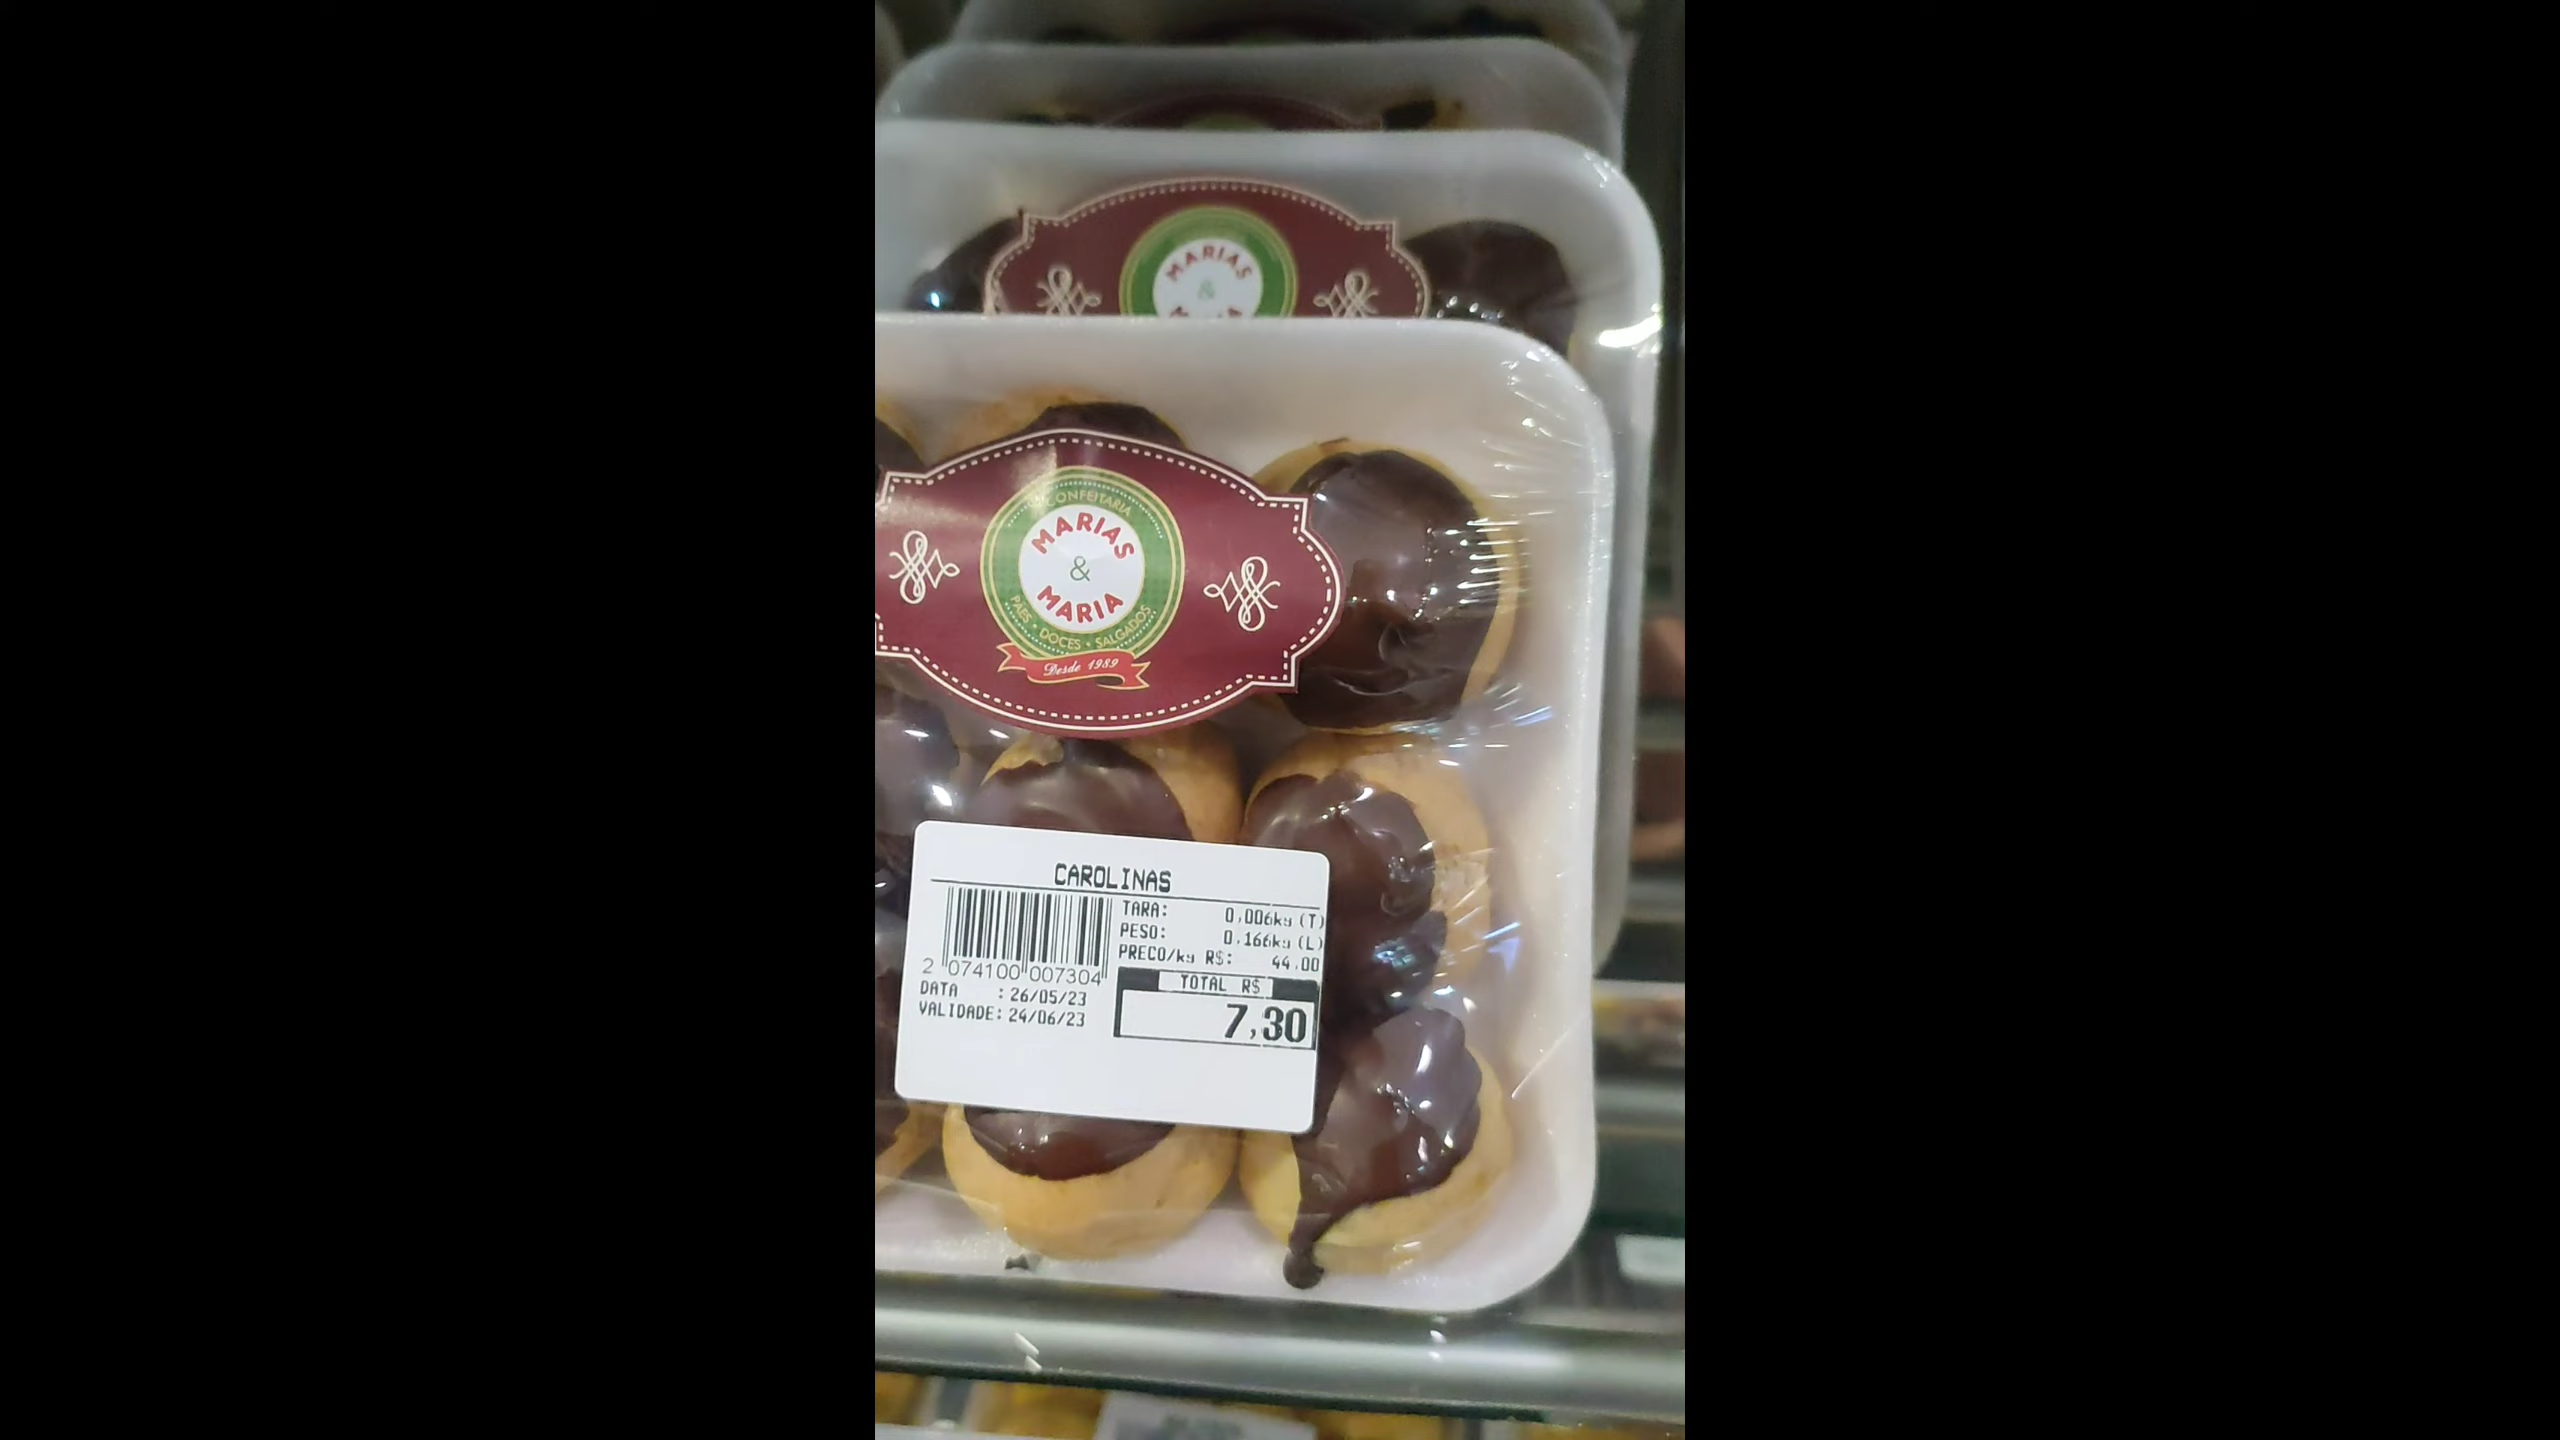 MARIAS
&
CONFEITARIA
MARIAS
&
MARIA
PÃES • DOCES • SALGADOS
Desde 1989
CAROLINAS
TARA: 0,006kg (T)
PESO: 0.166kg (L)
PRECO/kg R$: 44.00
2 074100 007304
TOTAL R$
DATA : 26/05/23
7,30
VALIDADE: 24/06/23